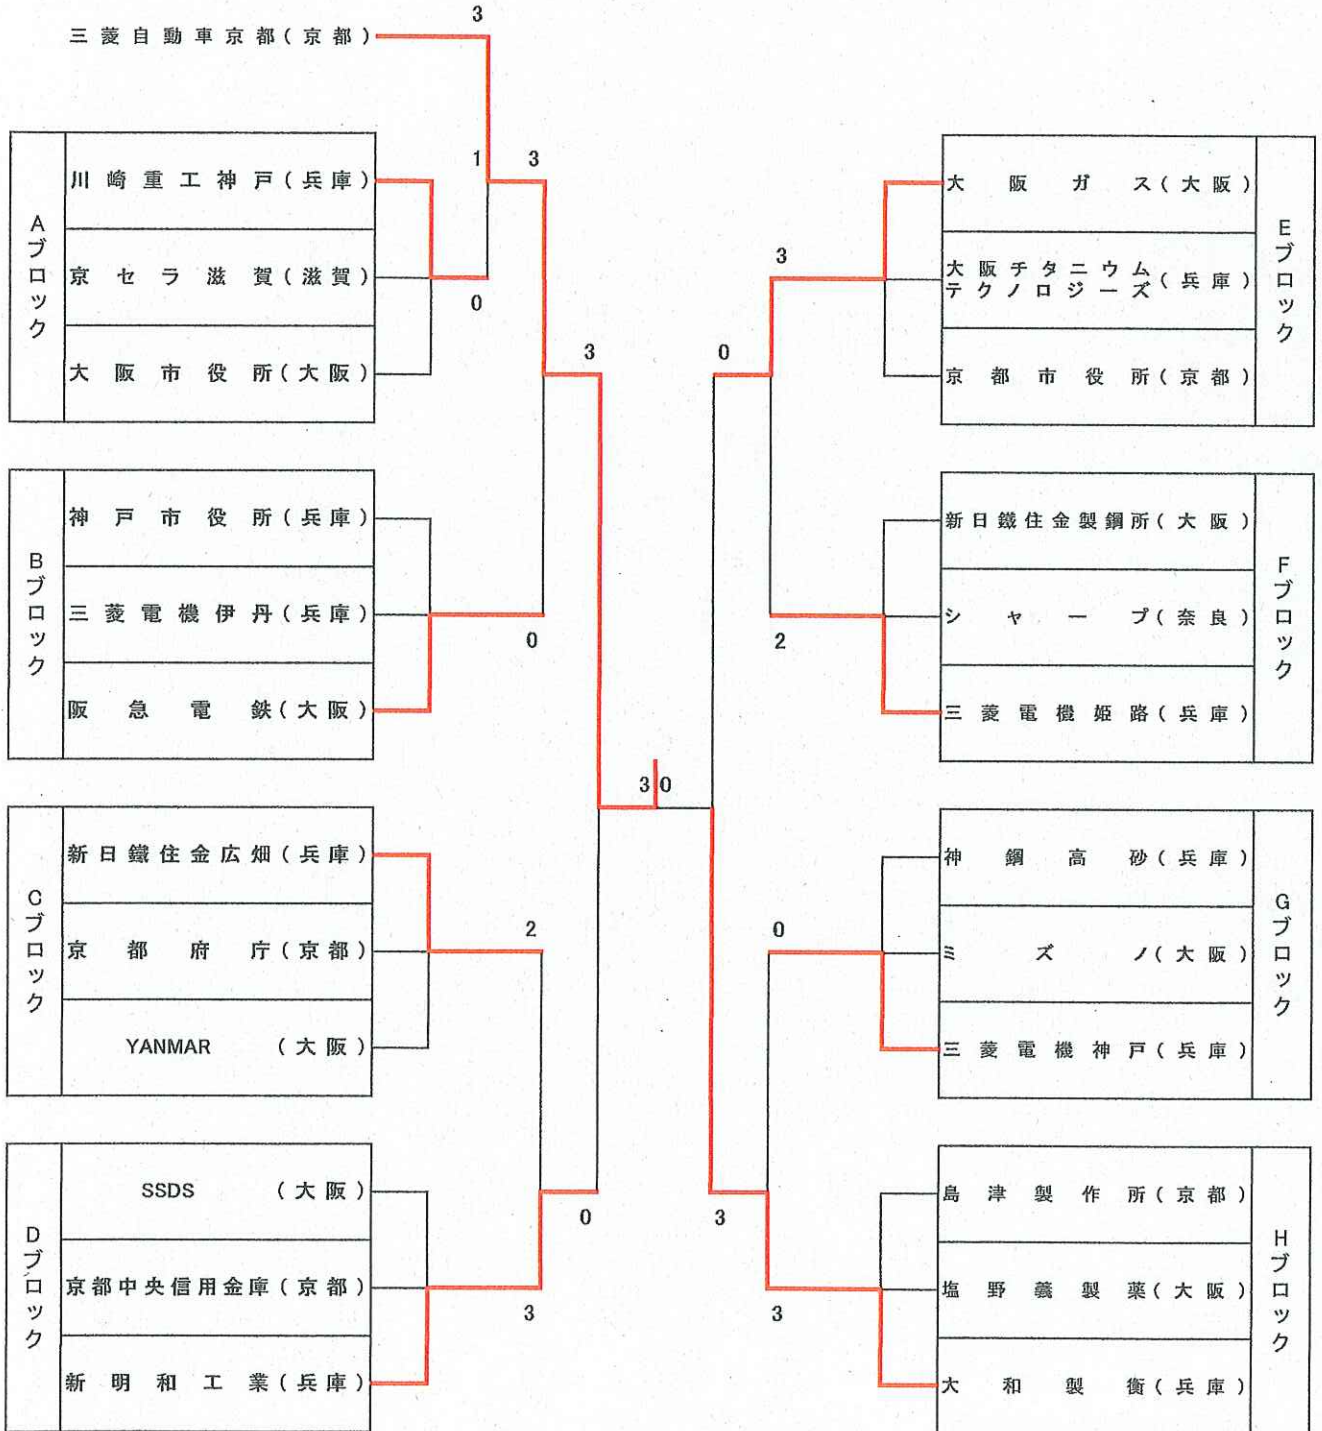 3
三菱自動車京都(京都)
1 3
0
3
0
3
0
2
0
3
3 0
3
0
2
0
3
3
Aブロック
川崎重工神戸(兵庫)
京セラ滋賀(滋賀)
大阪市役所(大阪)
Bブロック
神戸市役所(兵庫)
三菱電機伊丹(兵庫)
阪急電鉄(大阪)
Cブロック
新日鐵住金広畑(兵庫)
京都府庁(京都)
YANMAR (大阪)
Dブロック
SSDS (大阪)
京都中央信用金庫(京都)
新明和工業(兵庫)
Eブロック
大阪ガス(大阪)
大阪チタニウム
テクノロジーズ(兵庫)
京都市役所(京都)
Fブロック
新日鐵住金製鋼所(大阪)
シャープ(奈良)
三菱電機姫路(兵庫)
Gブロック
神鋼高砂(兵庫)
ミズノ(大阪)
三菱電機神戸(兵庫)
Hブロック
島津製作所(京都)
塩野義製薬(大阪)
大和製衡(兵庫)